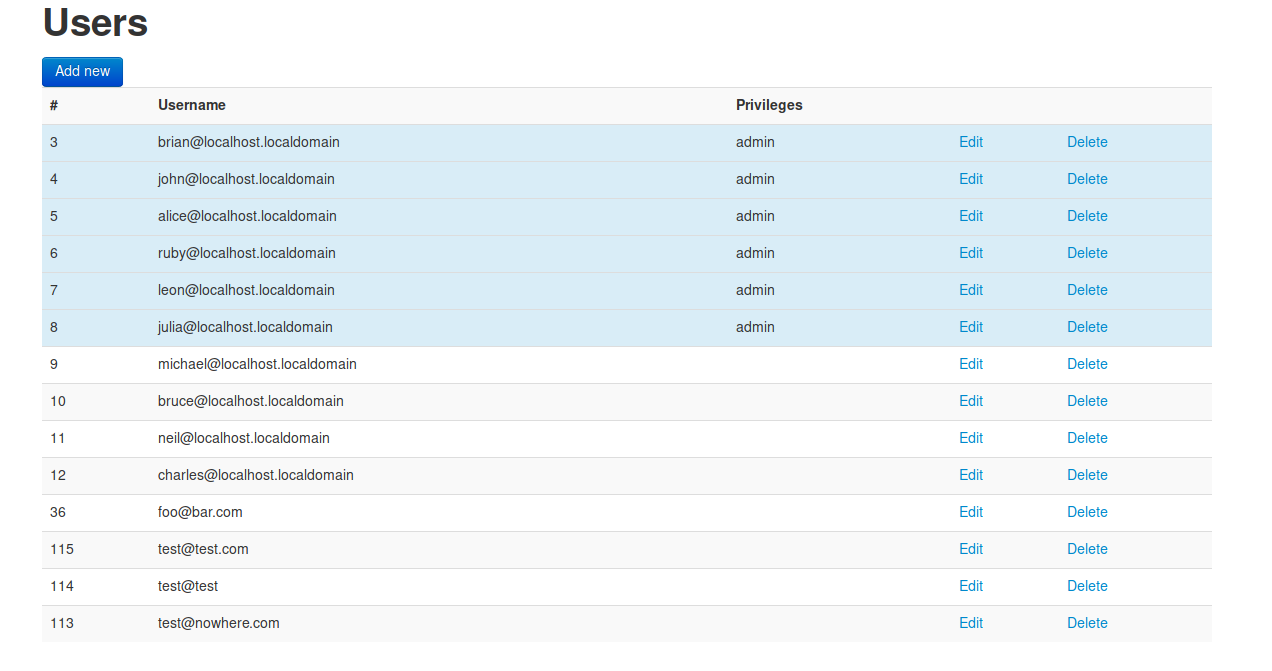 Users
Add new
# Username Privileges
3 brian@localhost.localdomain admin Edit Delete
4 john@localhost.localdomain admin Edit Delete
5 alice@localhost.localdomain admin Edit Delete
6 ruby@localhost.localdomain admin Edit Delete
7 leon@localhost.localdomain admin Edit Delete
8 julia@localhost.localdomain admin Edit Delete
9 michael@localhost.localdomain Edit Delete
10 bruce@localhost.localdomain Edit Delete
11 neil@localhost.localdomain Edit Delete
12 charles@localhost.localdomain Edit Delete
36 foo@bar.com Edit Delete
115 test@test.com Edit Delete
114 test@test Edit Delete
113 test@nowhere.com Edit Delete